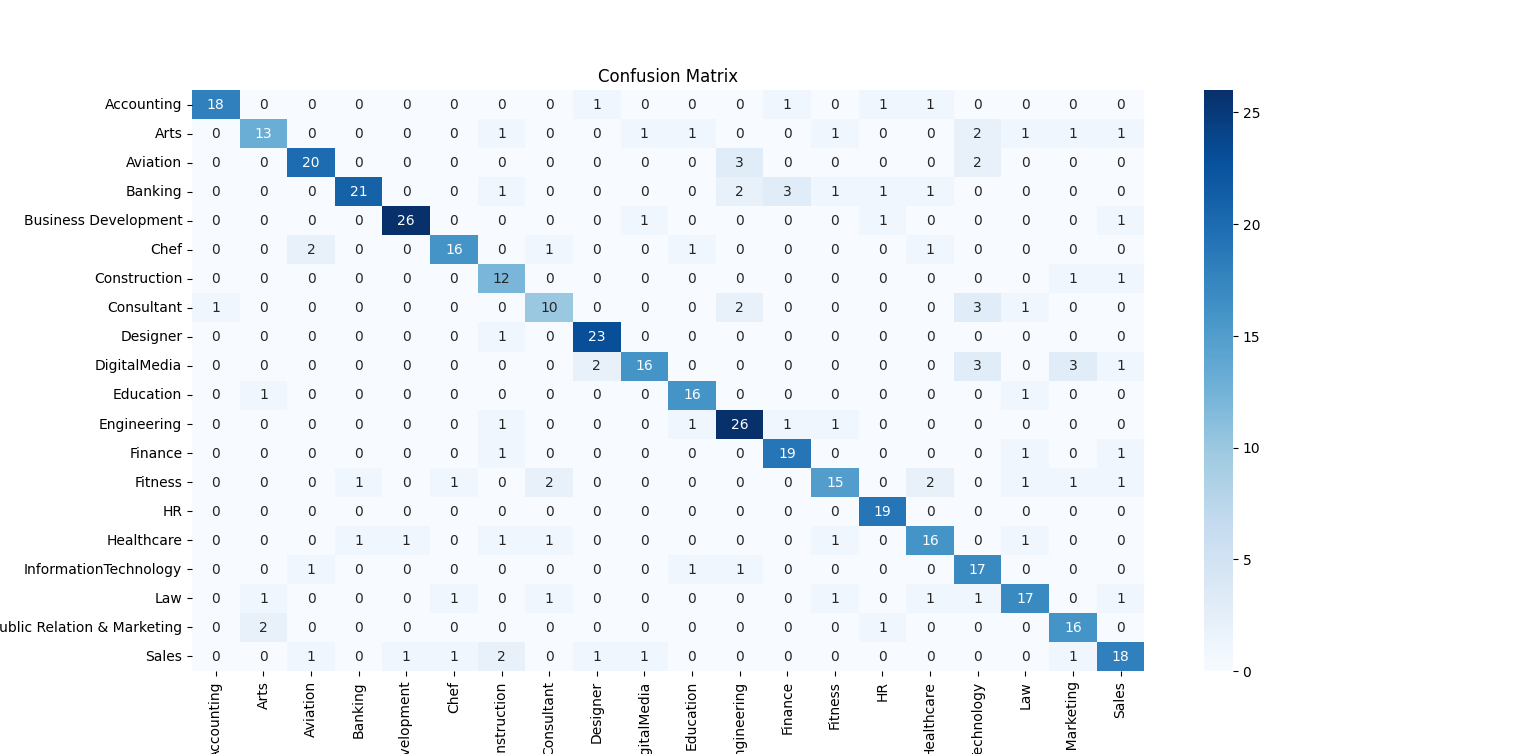 Confusion Matrix
Accounting 18 0 0 0 0 0 0 0 1 0 0 0 1 0 1 1 0 0 0 0
Arts 0 13 0 0 0 0 1 0 0 1 1 0 0 1 0 0 2 1 1 1
Aviation 0 0 20 0 0 0 0 0 0 0 0 3 0 0 0 0 2 0 0 0
Banking 0 0 0 21 0 0 1 0 0 0 0 2 3 1 1 1 0 0 0 0
Business Development 0 0 0 0 26 0 0 0 0 1 0 0 0 0 1 0 0 0 0 1
Chef 0 0 2 0 0 16 0 1 0 0 1 0 0 0 0 1 0 0 0 0
Construction 0 0 0 0 0 0 12 0 0 0 0 0 0 0 0 0 0 0 1 1
Consultant 1 0 0 0 0 0 0 10 0 0 0 2 0 0 0 0 3 1 0 0
Designer 0 0 0 0 0 0 1 0 23 0 0 0 0 0 0 0 0 0 0 0
DigitalMedia 0 0 0 0 0 0 0 0 2 16 0 0 0 0 0 0 3 0 3 1
Education 0 1 0 0 0 0 0 0 0 0 16 0 0 0 0 0 0 1 0 0
Engineering 0 0 0 0 0 0 1 0 0 0 1 26 1 1 0 0 0 0 0 0
Finance 0 0 0 0 0 0 1 0 0 0 0 0 19 0 0 0 0 1 0 1
Fitness 0 0 0 1 0 1 0 2 0 0 0 0 0 15 0 2 0 1 1 1
HR 0 0 0 0 0 0 0 0 0 0 0 0 0 0 19 0 0 0 0 0
Healthcare 0 0 0 1 1 0 1 1 0 0 0 0 0 1 0 16 0 1 0 0
InformationTechnology 0 0 1 0 0 0 0 0 0 0 1 1 0 0 0 0 17 0 0 0
Law 0 1 0 0 0 1 0 1 0 0 0 0 0 1 0 1 1 17 0 1
ublic Relation & Marketing 0 2 0 0 0 0 0 0 0 0 0 0 0 0 1 0 0 0 16 0
Sales 0 0 1 0 1 1 2 0 1 1 0 0 0 0 0 0 0 0 1 18
ccounting Arts Aviation Banking velopment Chef nstruction Consultant Designer gitalMedia Education ngineering Finance Fitness HR Healthcare echnology Law Marketing Sales
25
20
15
10
5
0